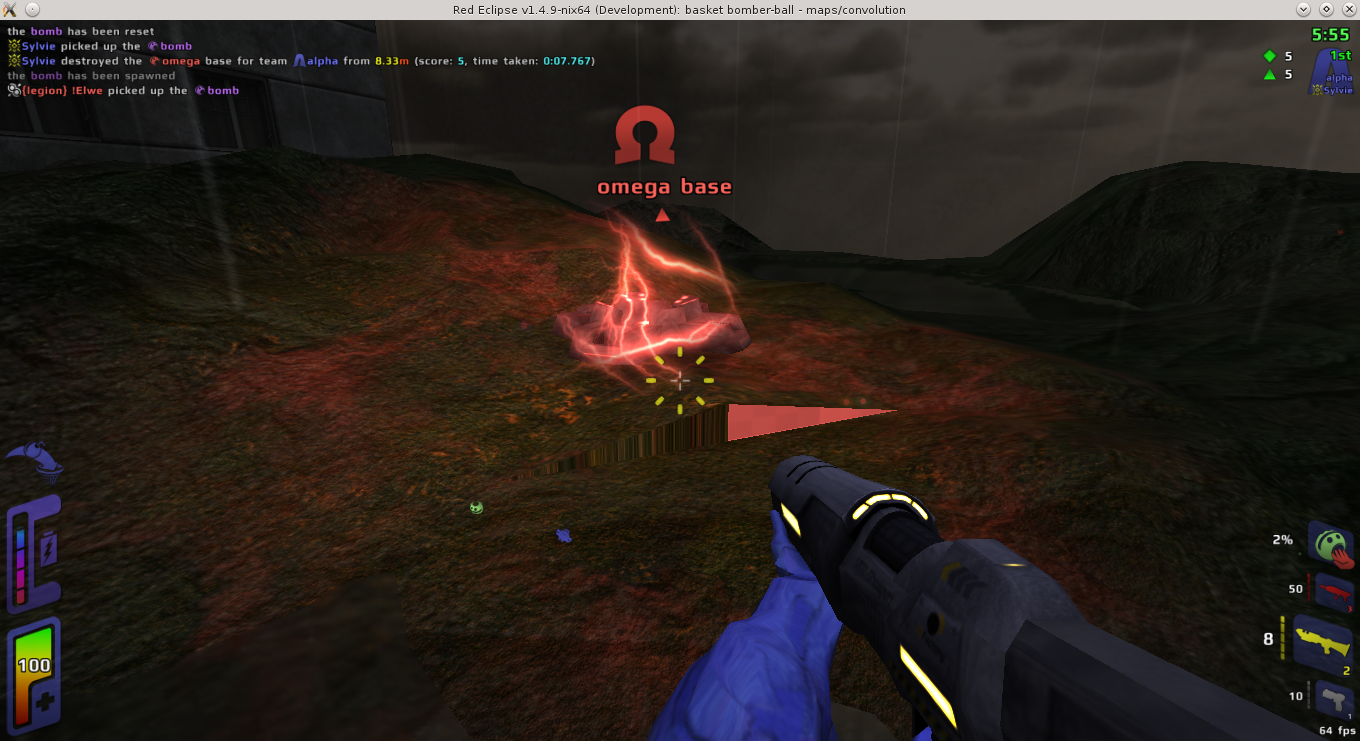 Red Eclipse v1.4.9-nix64 (Development): basket bomber-ball - maps/convolution
the bomb has been reset
Sylvie picked up the bomb
Sylvie destroyed the omega base for team alpha from 8.33m (score: 5, time taken: 0:07.767)
the bomb has been spawned
{legion} !Elwe picked up the bomb
5:55
5 1st
5 alpha
Sylvie
Ω
omega base
2%
50
3
8
2
100
10
1
64 fps